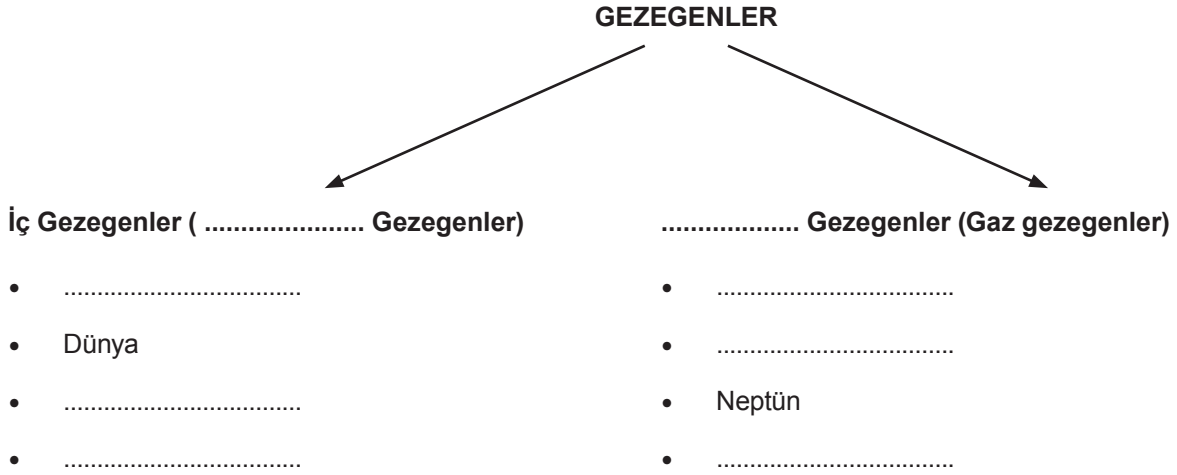 GEZEGENLER
İç Gezegenler ( ...................... Gezegenler)
• ....................................
• Dünya
• ....................................
• ....................................
................... Gezegenler (Gaz gezegenler)
• ....................................
• ....................................
• Neptün
• ....................................